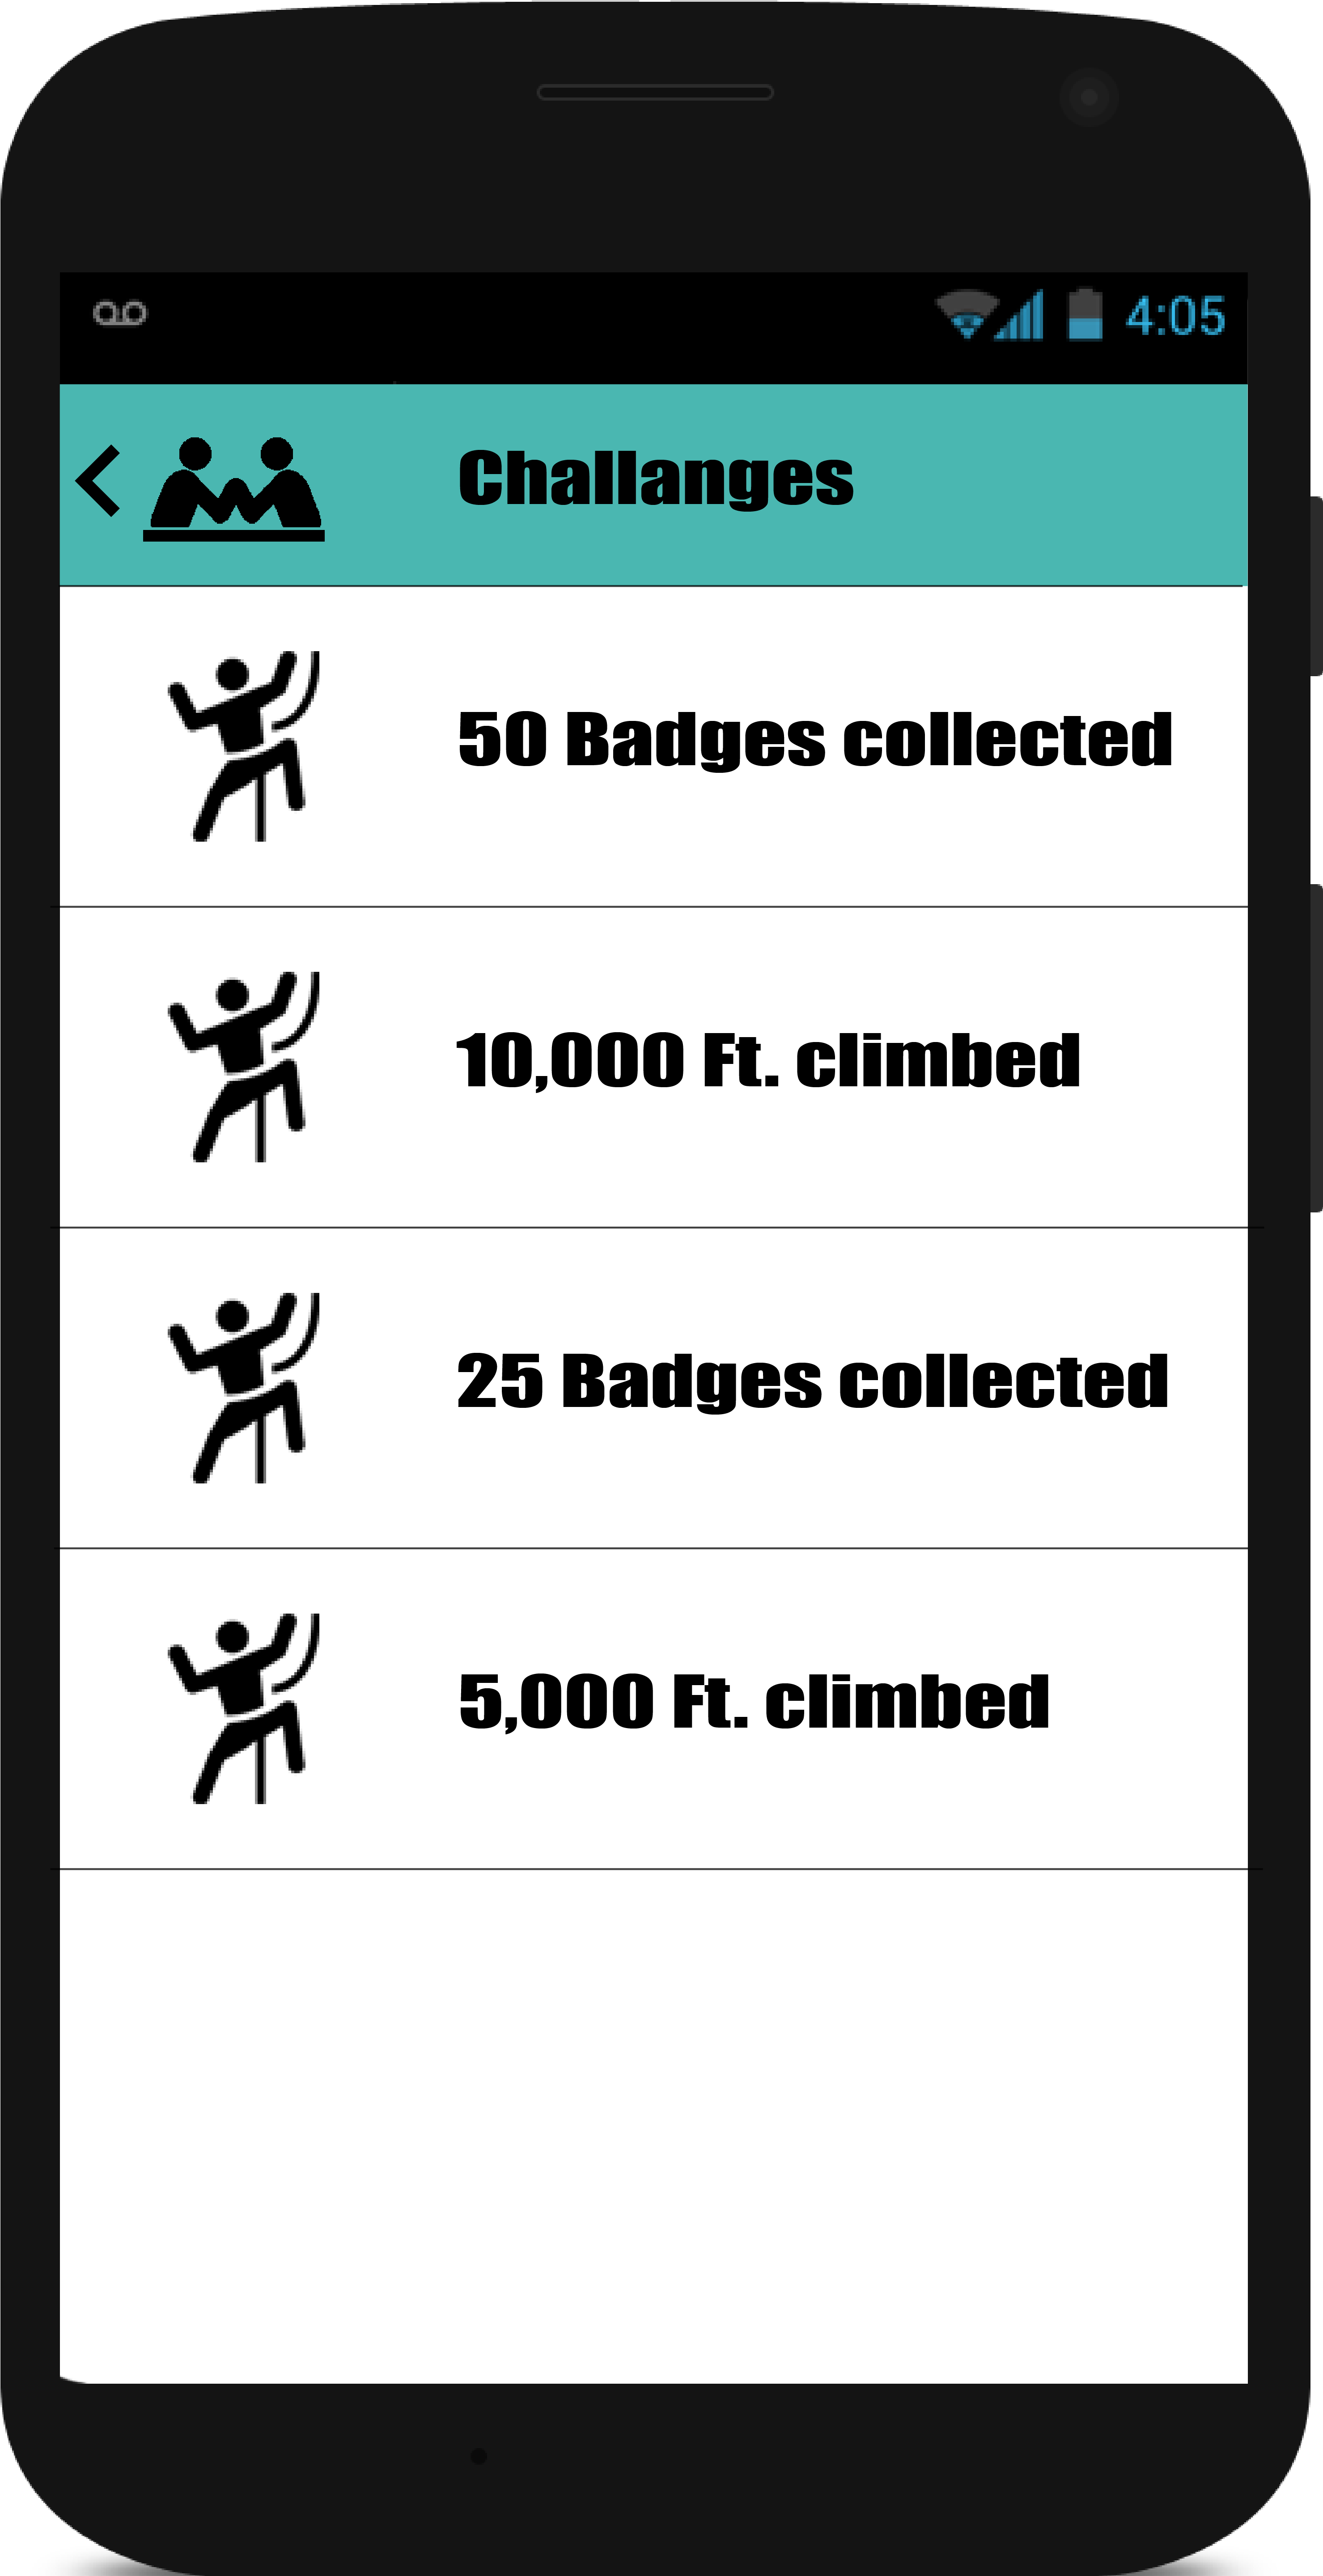 4:05
Challanges
50 Badges collected
10,000 Ft. climbed
25 Badges collected
5,000 Ft. climbed